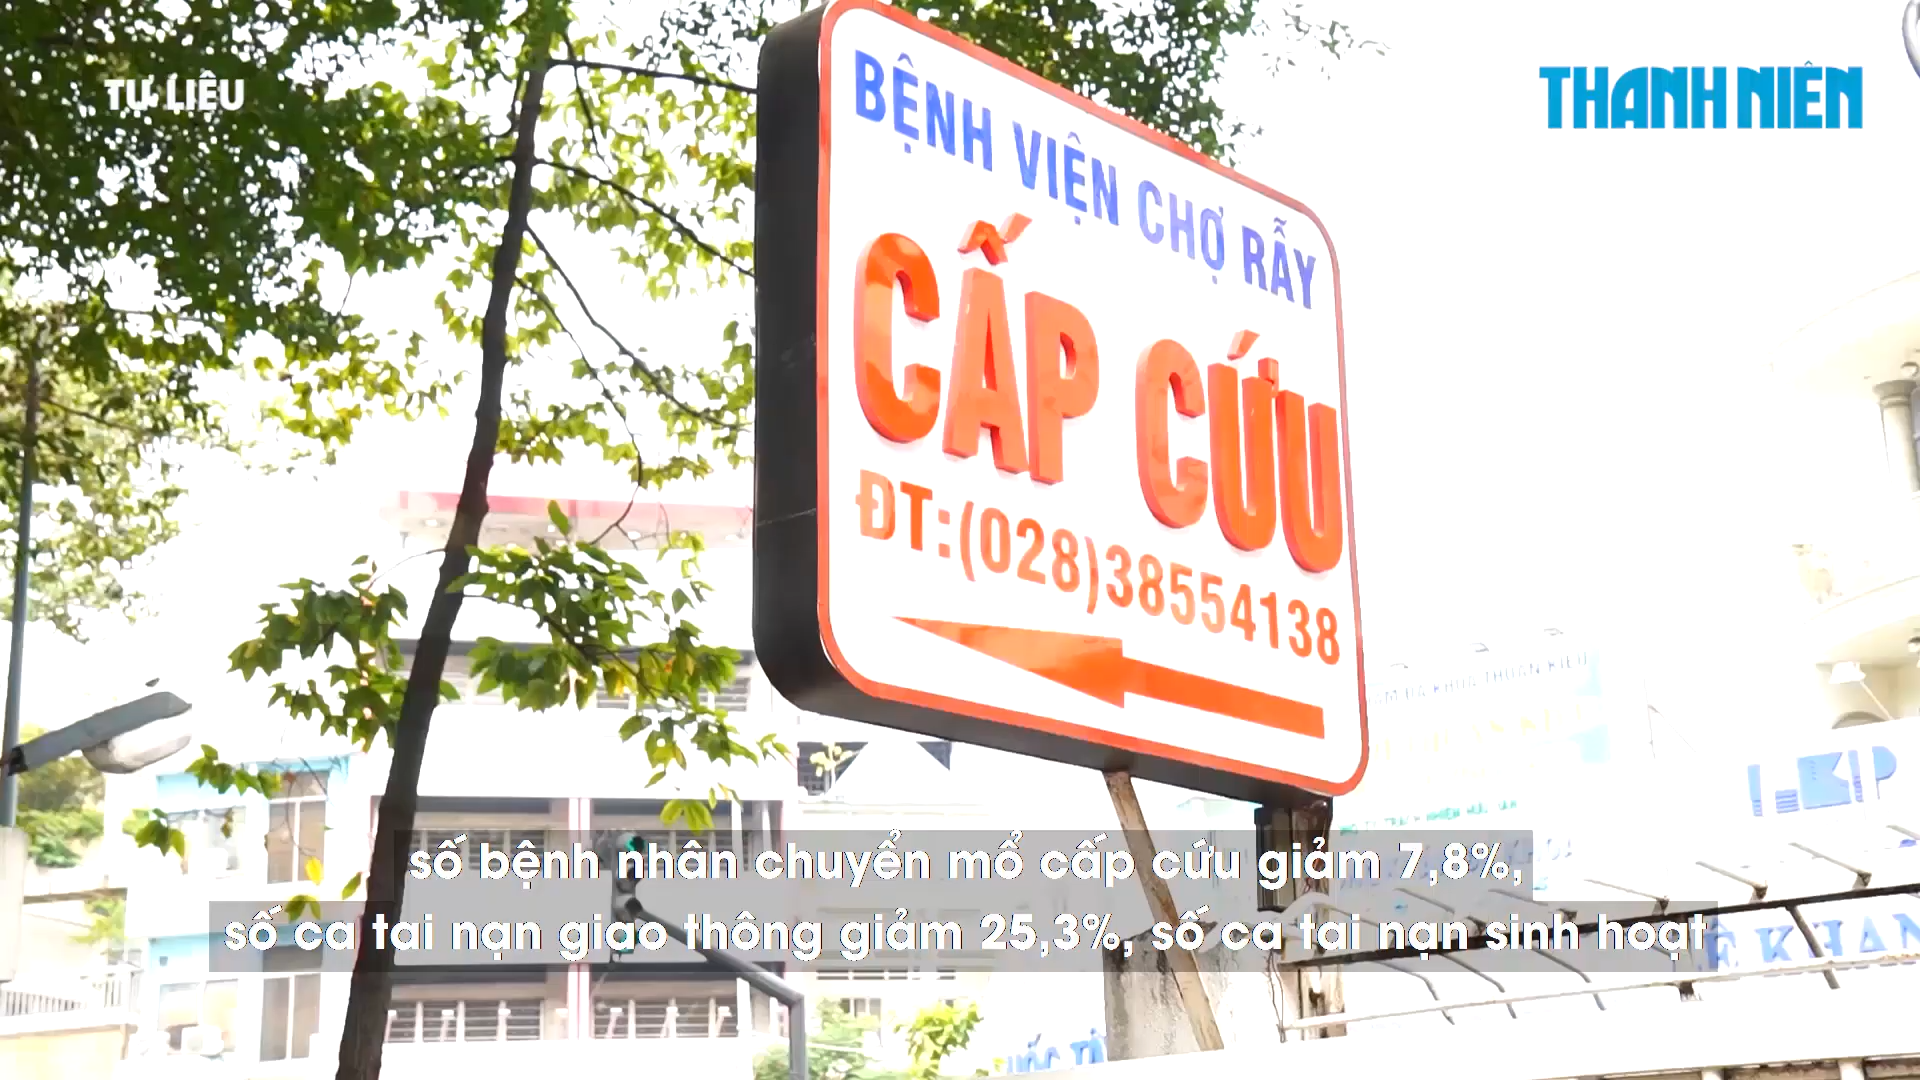 TƯ LIỆU
THANH NIÊN
BỆNH VIỆN CHỢ RẪY
CẤP CỨU
ĐT:(028)38554138
số bệnh nhân chuyển mổ cấp cứu giảm 7,8%,
số ca tai nạn giao thông giảm 25,3%, số ca tai nạn sinh hoạt